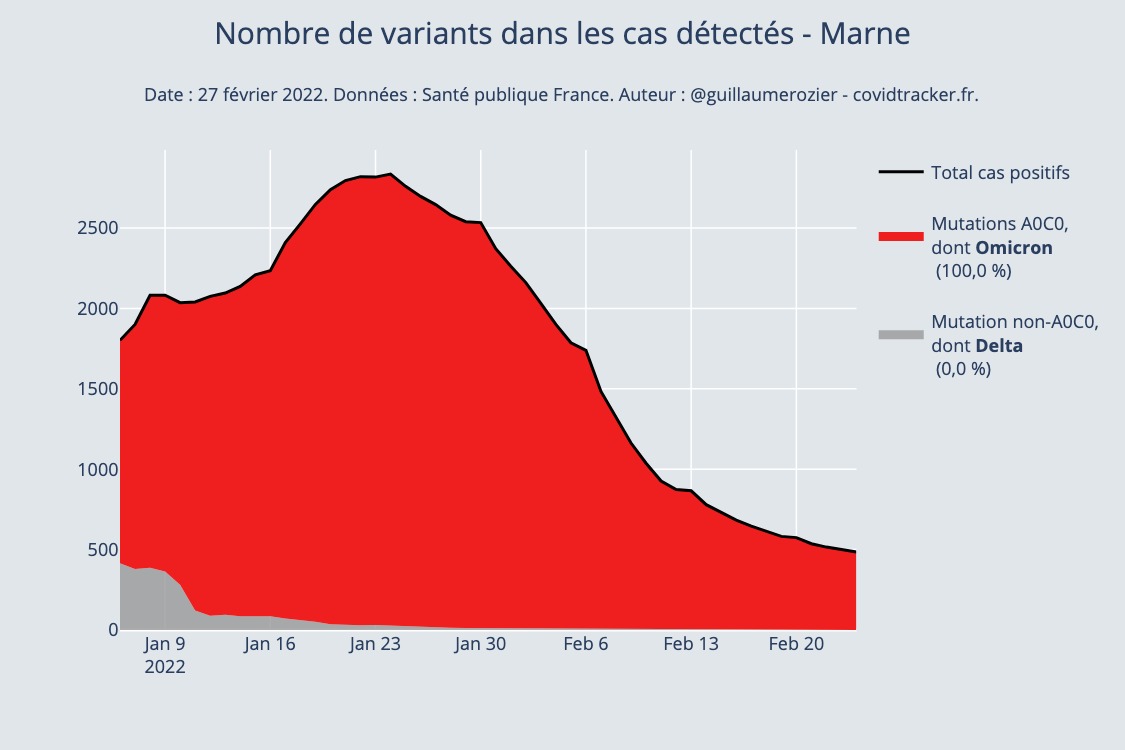 Nombre de variants dans les cas détectés - Marne
Date : 27 février 2022. Données : Santé publique France. Auteur : @guillaumerozier - covidtracker.fr.
Total cas positifs
Mutations A0C0,
dont Omicron
(100,0 %)
Mutation non-A0C0,
dont Delta
(0,0 %)
2500
2000
1500
1000
500
0
Jan 9 Jan 16 Jan 23 Jan 30 Feb 6 Feb 13 Feb 20
2022